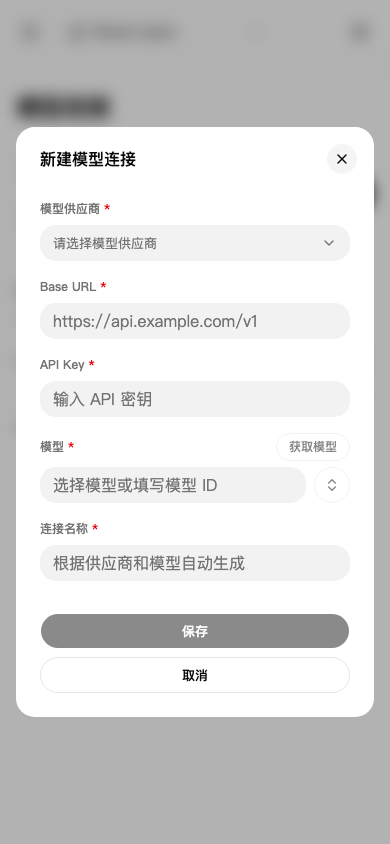 新建模型连接
模型供应商 *
请选择模型供应商
Base URL *
https://api.example.com/v1
API Key *
输入 API 密钥
模型 *
获取模型
选择模型或填写模型 ID
连接名称 *
根据供应商和模型自动生成
保存
取消